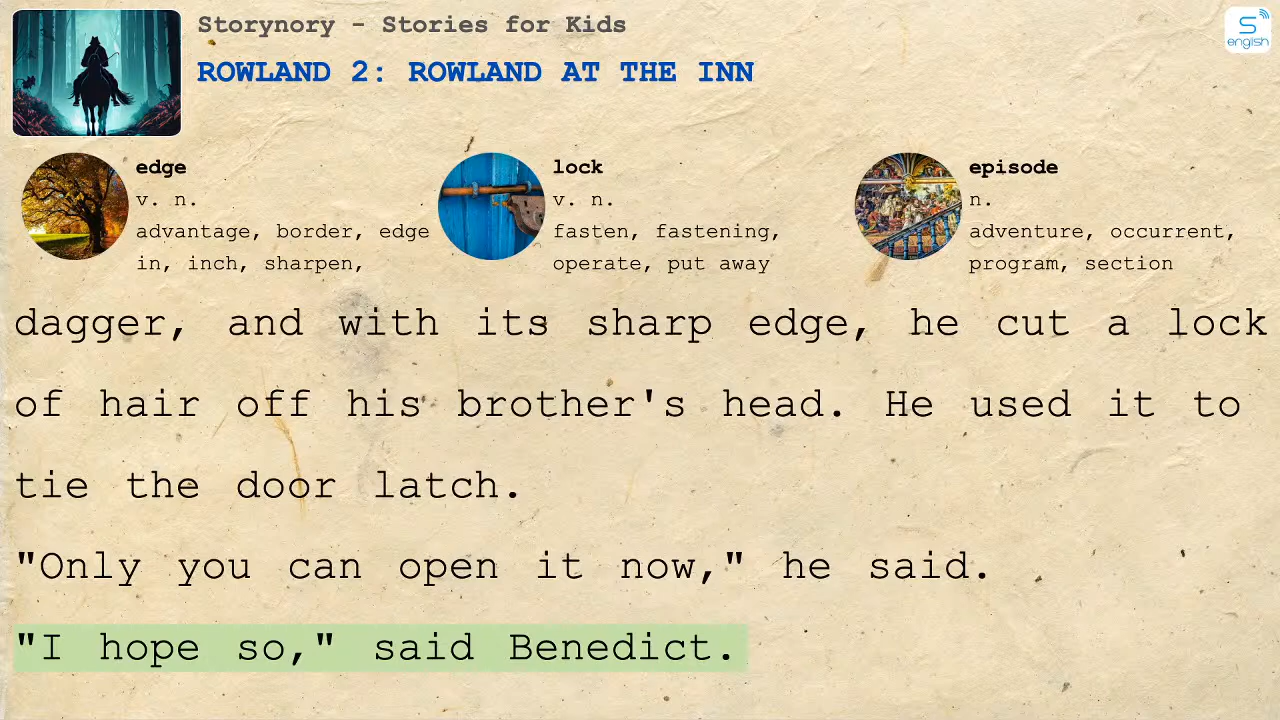 Storynory - Stories for Kids
S
english
ROWLAND 2: ROWLAND AT THE INN
edge
v. n.
advantage, border, edge
in, inch, sharpen,
lock
v. n.
fasten, fastening,
operate, put away
episode
n.
adventure, occurrent,
program, section
dagger, and with its sharp edge, he cut a lock
of hair off his brother's head. He used it to
tie the door latch.
"Only you can open it now," he said.
"I hope so," said Benedict.